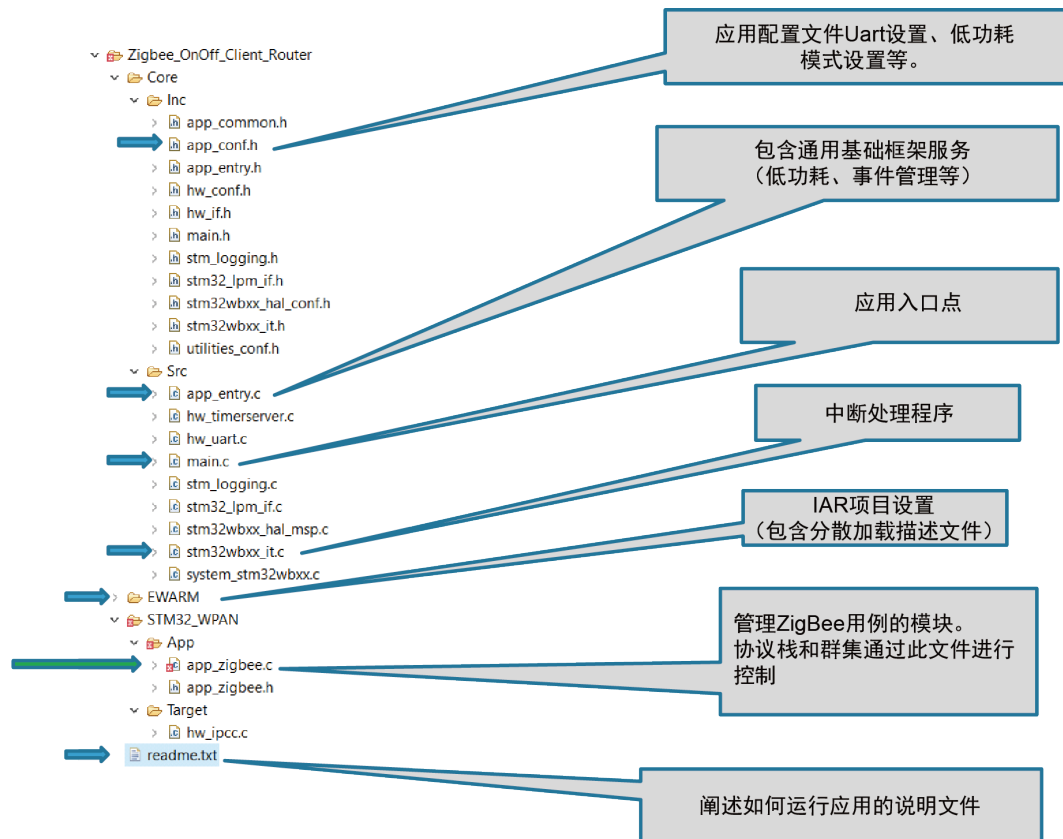 Zigbee_OnOff_Client_Router
Core
Inc
app_common.h
app_conf.h
app_entry.h
hw_conf.h
hw_if.h
main.h
stm_logging.h
stm32_lpm_if.h
stm32wbxx_hal_conf.h
stm32wbxx_it.h
utilities_conf.h
Src
app_entry.c
hw_timerserver.c
hw_uart.c
main.c
stm_logging.c
stm32_lpm_if.c
stm32wbxx_hal_msp.c
stm32wbxx_it.c
system_stm32wbxx.c
EWARM
STM32_WPAN
App
app_zigbee.c
app_zigbee.h
Target
hw_ipcc.c
readme.txt
应用配置文件Uart设置、低功耗
模式设置等。
包含通用基础框架服务
（低功耗、事件管理等）
应用入口点
中断处理程序
IAR项目设置
（包含分散加载描述文件）
管理ZigBee用例的模块。
协议栈和群集通过此文件进行
控制
阐述如何运行应用的说明文件